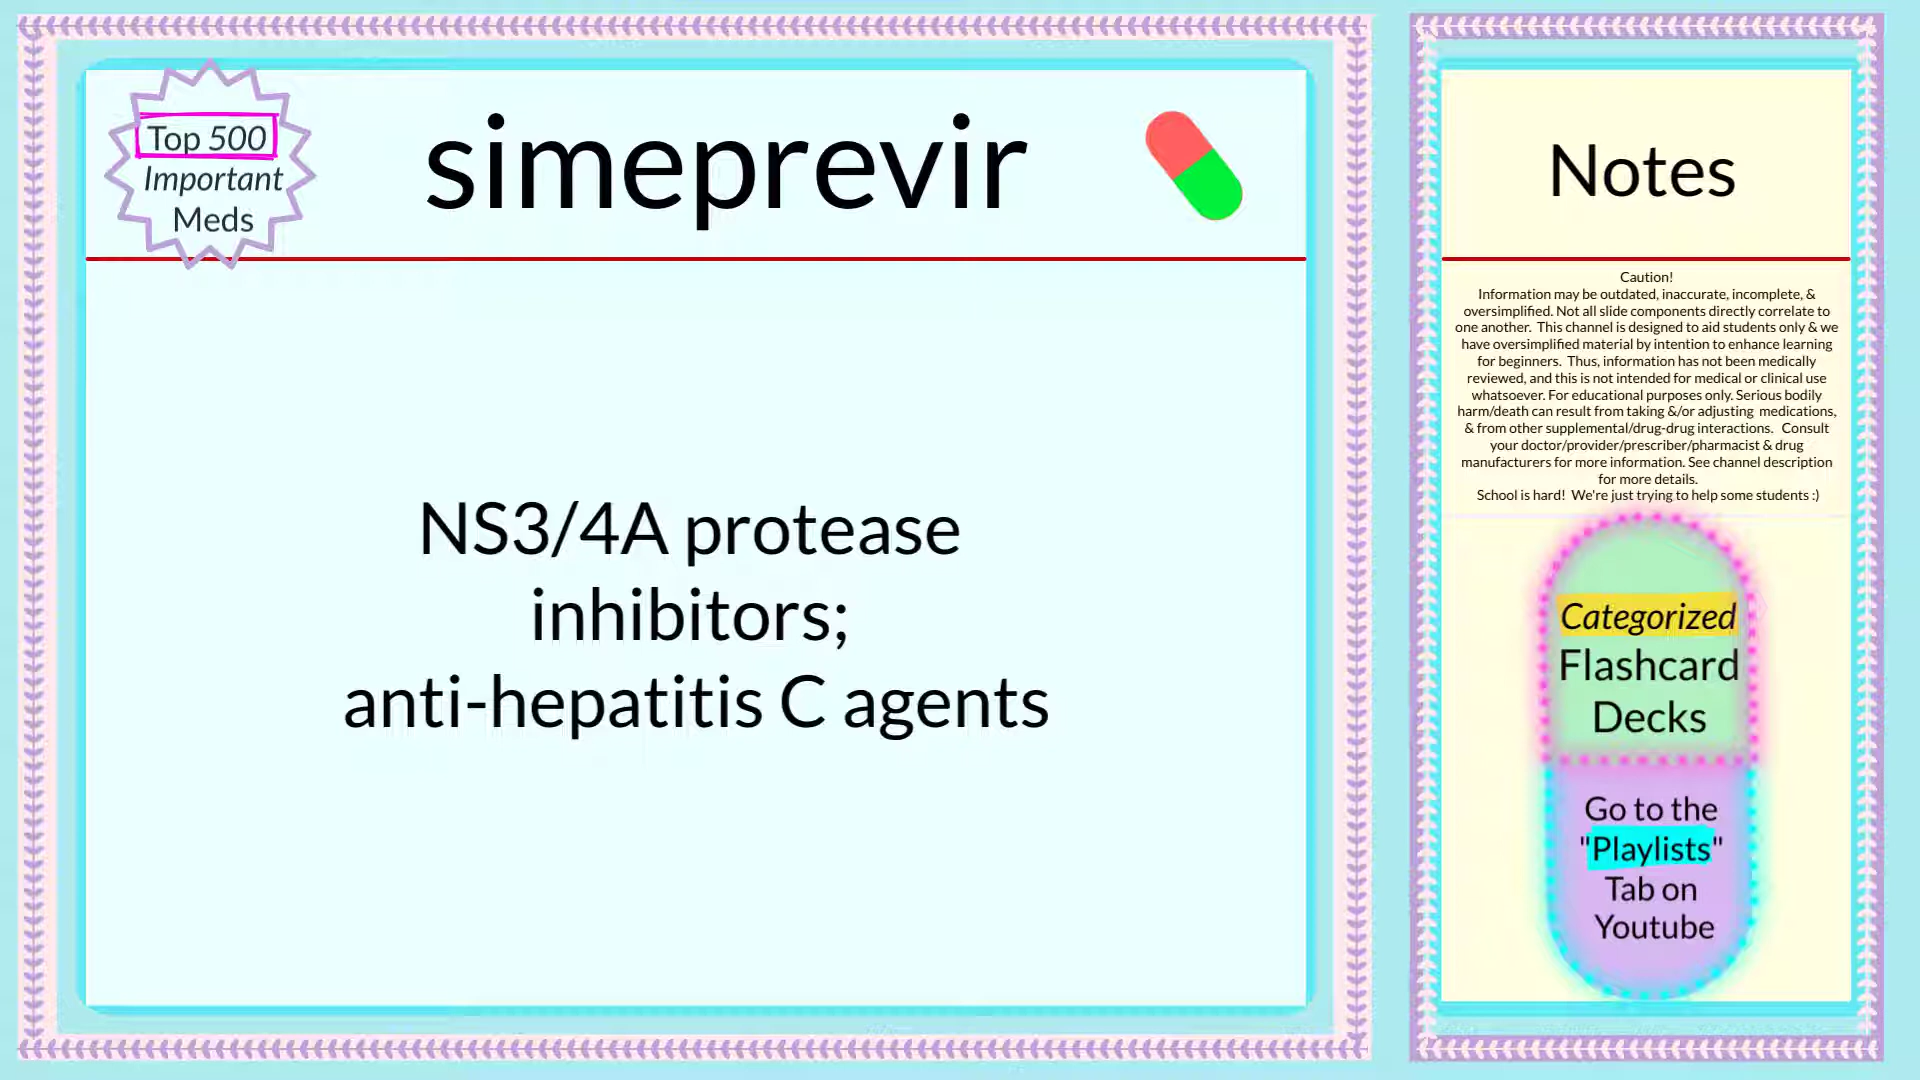 Top 500
Important
Meds
simeprevir
NS3/4A protease
inhibitors;
anti-hepatitis C agents
Notes
Caution!
Information may be outdated, inaccurate, incomplete, &
oversimplified. Not all slide components directly correlate to
one another. This channel is designed to aid students only & we
have oversimplified material by intention to enhance learning
for beginners. Thus, information has not been medically
reviewed, and this is not intended for medical or clinical use
whatsoever. For educational purposes only. Serious bodily
harm/death can result from taking &/or adjusting medications,
& from other supplemental/drug-drug interactions. Consult
your doctor/provider/prescriber/pharmacist & drug
manufacturers for more information. See channel description
for more details.
School is hard! We're just trying to help some students :)
Categorized
Flashcard
Decks
Go to the
"Playlists"
Tab on
Youtube